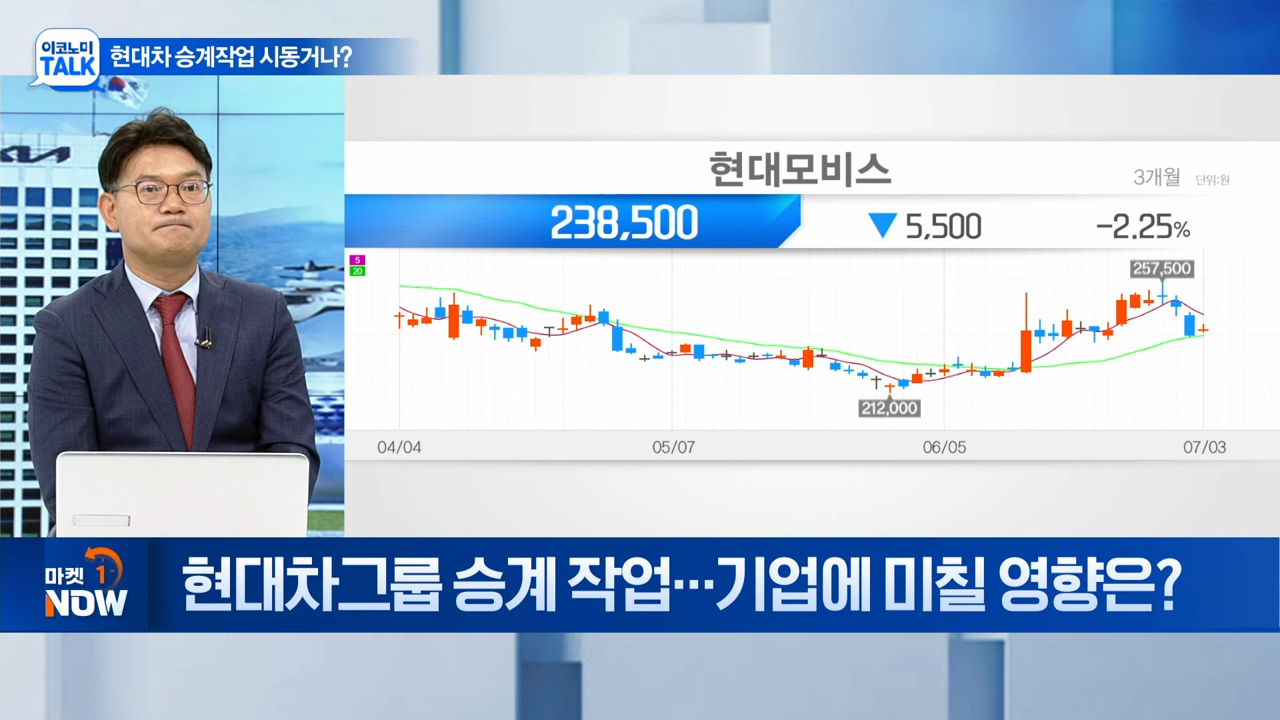 이코노미
TALK
현대차 승계작업 시동거나?
현대모비스
3개월 단위:원
238,500 ▼ 5,500 -2.25%
5
20
257,500
212,000
04/04 05/07 06/05 07/03
마켓 1
NOW
현대차그룹 승계 작업…기업에 미칠 영향은?